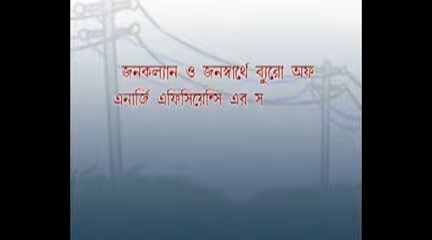 জনকল্যান ও জনস্বার্থে ব্যুরো অফ
এনার্জি এফিসিয়েন্সি এর স